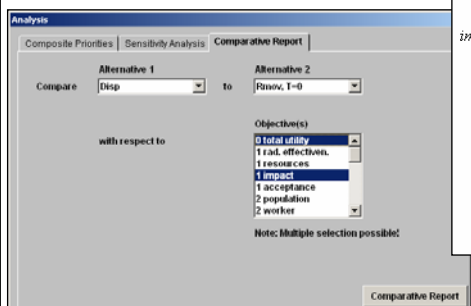 Analysis
Composite Priorities Sensitivity Analysis Comparative Report
Alternative 1 Alternative 2
Compare Disp to Rmov, T=0
Objective(s)
with respect to
0 total utility
1 rad. effectiven.
1 resources
1 impact
1 acceptance
2 population
2 worker
Note: Multiple selection possible!
Comparative Report